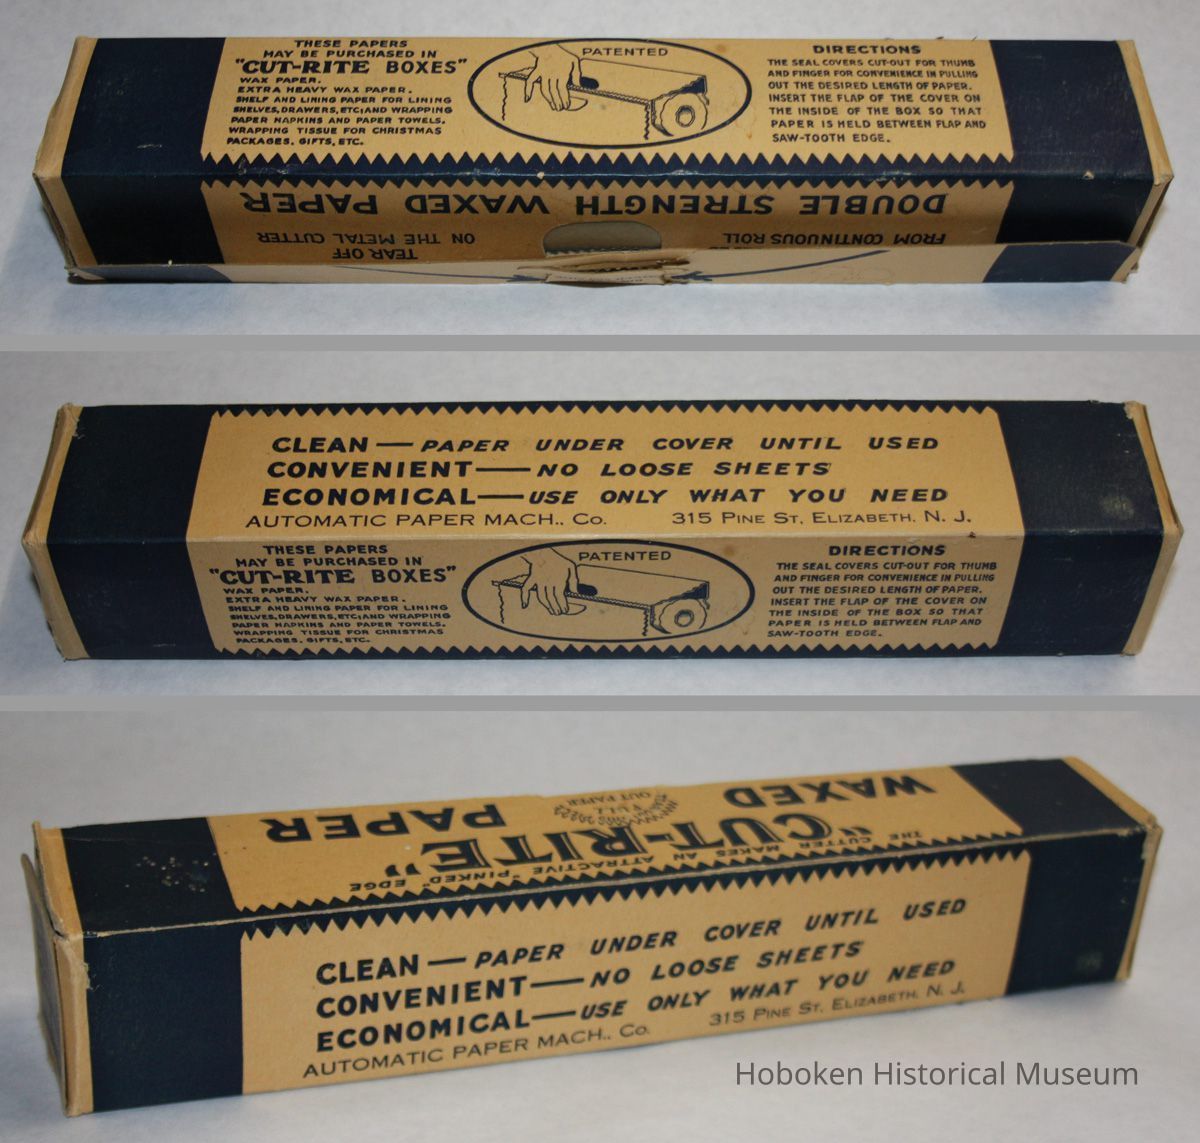 THESE PAPERS
MAY BE PURCHASED IN
"CUT-RITE BOXES"
WAX PAPER.
EXTRA HEAVY WAX PAPER.
SHELF AND LINING PAPER FOR LINING
SHELVES,DRAWERS,ETC;AND WRAPPING
PAPER NAPKINS AND PAPER TOWELS.
WRAPPING TISSUE FOR CHRISTMAS
PACKAGES, GIFTS, ETC.
PATENTED
DIRECTIONS
THE SEAL COVERS CUT-OUT FOR THUMB
AND FINGER FOR CONVENIENCE IN PULLING
OUT THE DESIRED LENGTH OF PAPER.
INSERT THE FLAP OF THE COVER ON
THE INSIDE OF THE BOX SO THAT
PAPER IS HELD BETWEEN FLAP AND
SAW-TOOTH EDGE.
DOUBLE STRENGTH WAXED PAPER
FROM CONTINUOUS ROLL
TEAR OFF
ON THE METAL CUTTER
CLEAN — PAPER UNDER COVER UNTIL USED
CONVENIENT — NO LOOSE SHEETS
ECONOMICAL — USE ONLY WHAT YOU NEED
AUTOMATIC PAPER MACH., Co. 315 PINE ST, ELIZABETH, N. J.
THESE PAPERS
MAY BE PURCHASED IN
"CUT-RITE BOXES"
WAX PAPER.
EXTRA HEAVY WAX PAPER.
SHELF AND LINING PAPER FOR LINING
SHELVES,DRAWERS,ETC;AND WRAPPING
PAPER NAPKINS AND PAPER TOWELS.
WRAPPING TISSUE FOR CHRISTMAS
PACKAGES, GIFTS, ETC.
PATENTED
DIRECTIONS
THE SEAL COVERS CUT-OUT FOR THUMB
AND FINGER FOR CONVENIENCE IN PULLING
OUT THE DESIRED LENGTH OF PAPER.
INSERT THE FLAP OF THE COVER ON
THE INSIDE OF THE BOX SO THAT
PAPER IS HELD BETWEEN FLAP AND
SAW-TOOTH EDGE.
THE CUTTER MAKES AN ATTRACTIVE "PINKED" EDGE
"CUT-RITE"
WAXED PAPER
PULL
OUT PAPER
CLEAN — PAPER UNDER COVER UNTIL USED
CONVENIENT — NO LOOSE SHEETS
ECONOMICAL — USE ONLY WHAT YOU NEED
AUTOMATIC PAPER MACH., Co. 315 PINE ST, ELIZABETH, N. J.
Hoboken Historical Museum